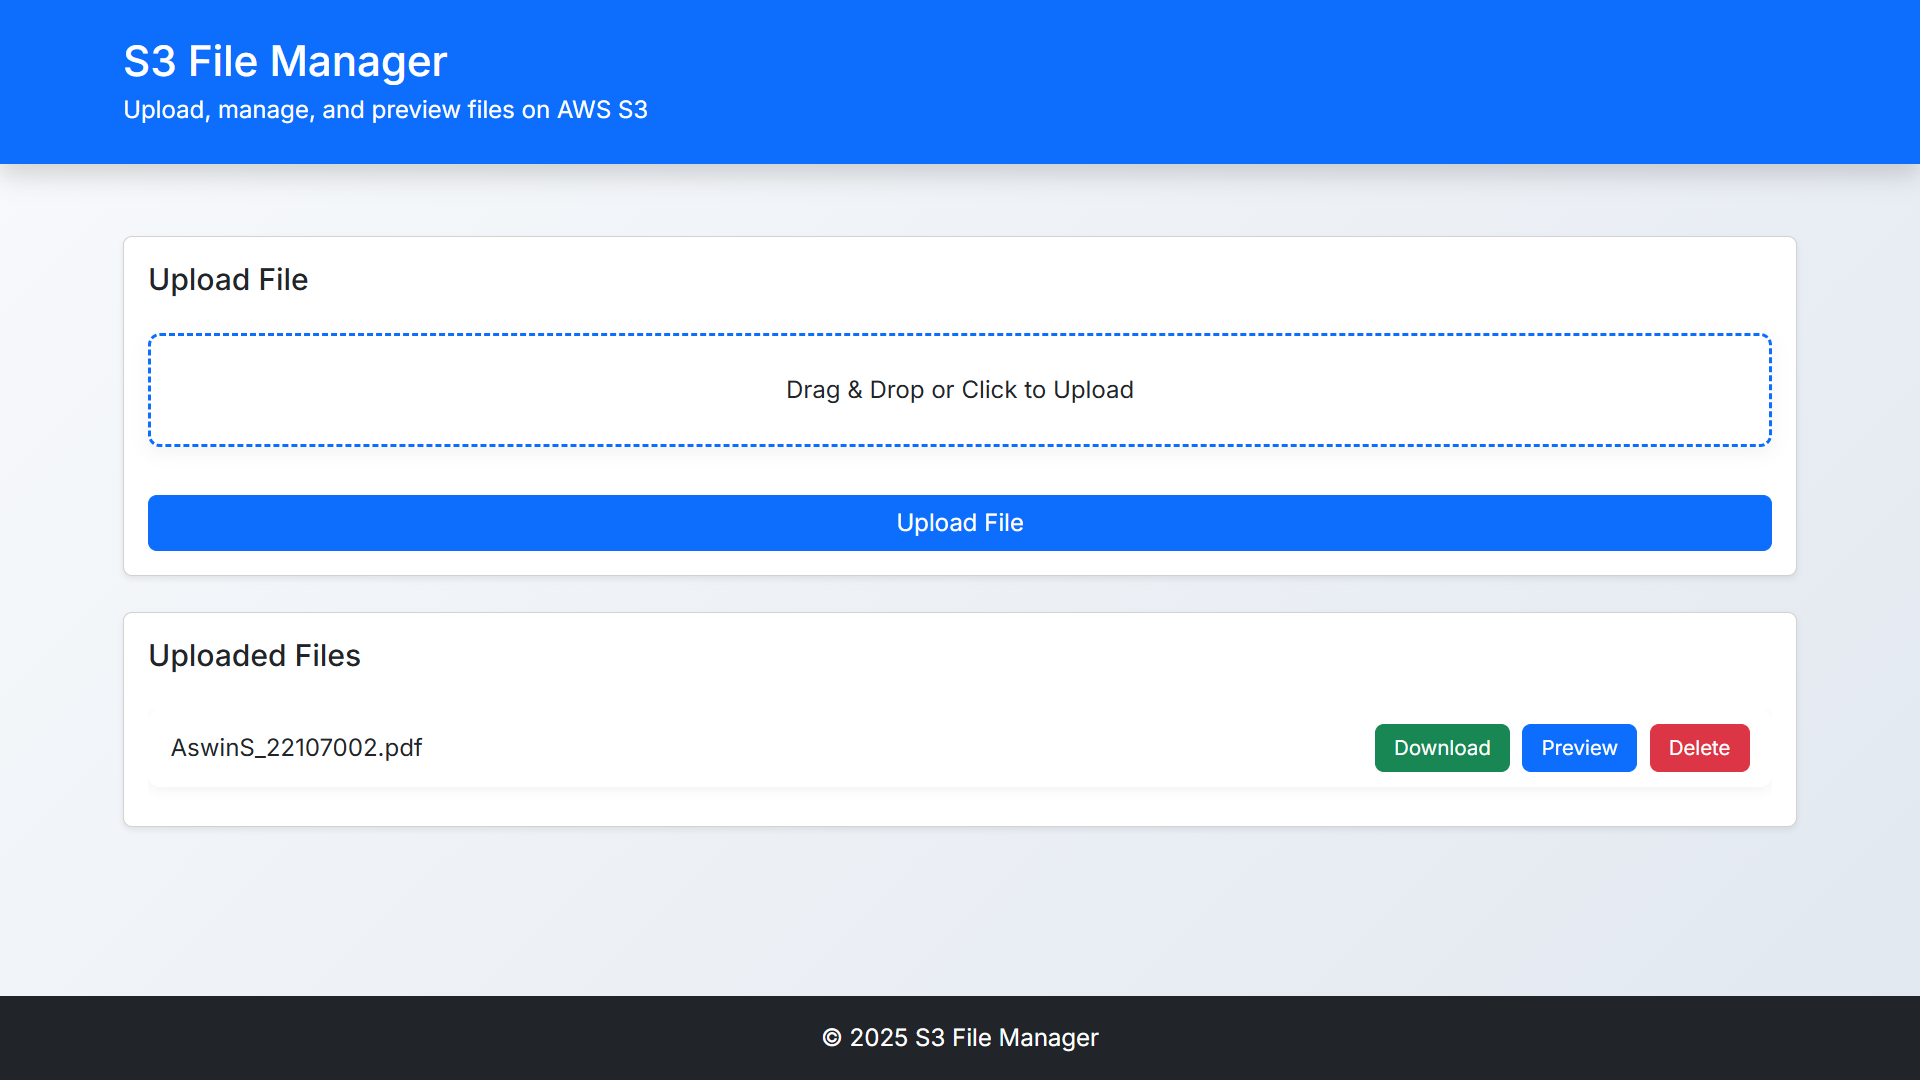 S3 File Manager
Upload, manage, and preview files on AWS S3
Upload File
Drag & Drop or Click to Upload
Upload File
Uploaded Files
AswinS_22107002.pdf Download Preview Delete
© 2025 S3 File Manager